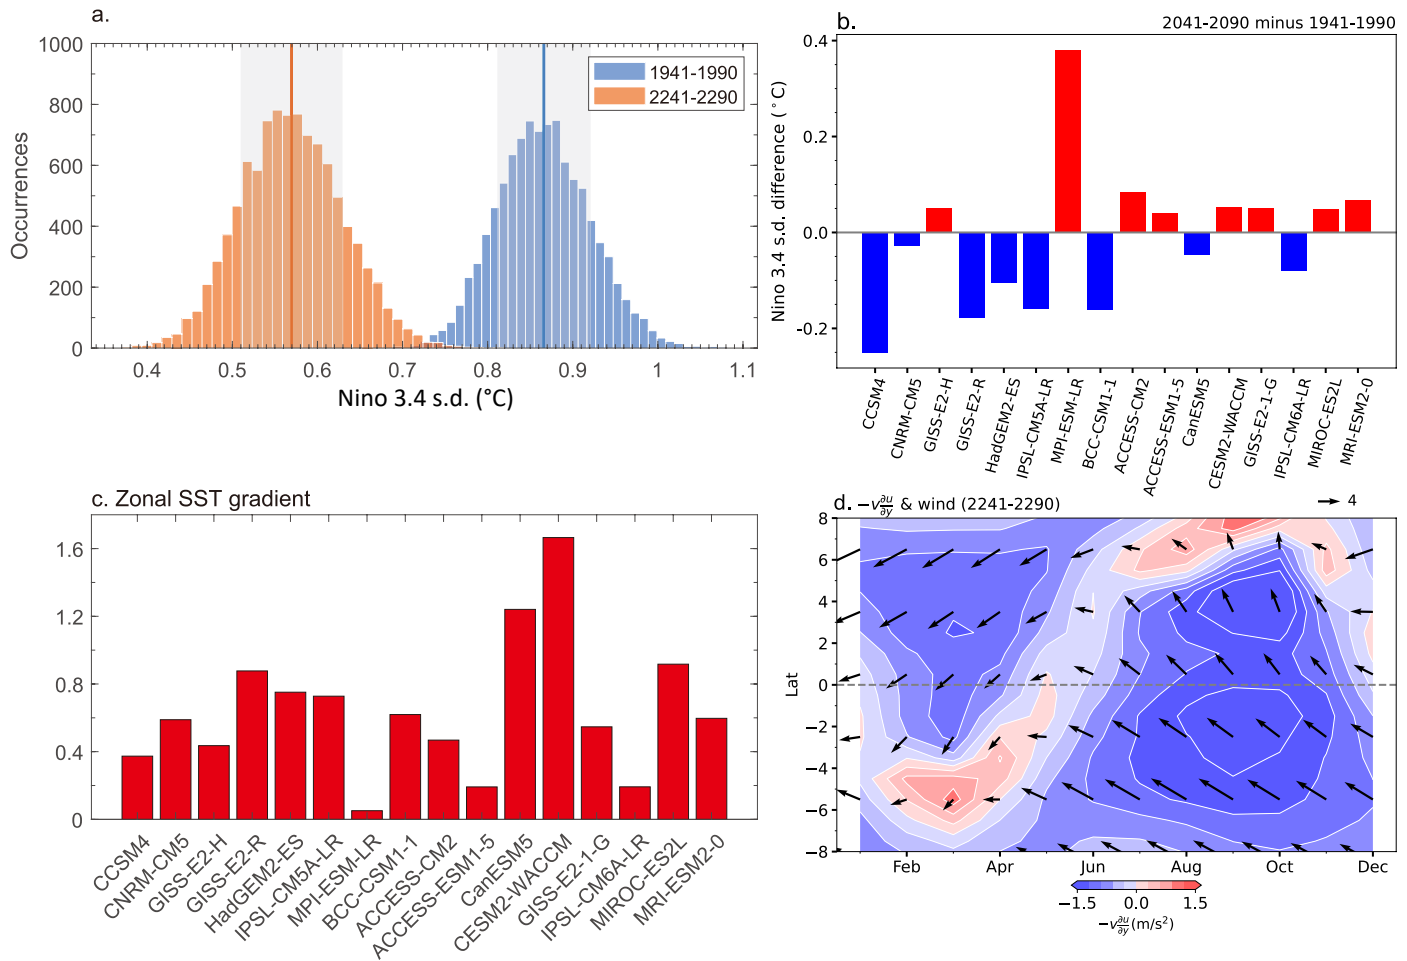 a.
1000
800
600
400
200
0
Occurrences
1941-1990
2241-2290
0.4 0.5 0.6 0.7 0.8 0.9 1 1.1
Nino 3.4 s.d. (°C)
b.
2041-2090 minus 1941-1990
0.4
0.2
0.0
-0.2
Nino 3.4 s.d. difference (°C)
CCSM4
CNRM-CM5
GISS-E2-H
GISS-E2-R
HadGEM2-ES
IPSL-CM5A-LR
MPI-ESM-LR
BCC-CSM1-1
ACCESS-CM2
ACCESS-ESM1-5
CanESM5
CESM2-WACCM
GISS-E2-1-G
IPSL-CM6A-LR
MIROC-ES2L
MRI-ESM2-0
c. Zonal SST gradient
1.6
1.2
0.8
0.4
0
CCSM4
CNRM-CM5
GISS-E2-H
GISS-E2-R
HadGEM2-ES
IPSL-CM5A-LR
MPI-ESM-LR
BCC-CSM1-1
ACCESS-CM2
ACCESS-ESM1-5
CanESM5
CESM2-WACCM
GISS-E2-1-G
IPSL-CM6A-LR
MIROC-ES2L
MRI-ESM2-0
d. −v∂u/∂y & wind (2241-2290)
4
8
6
4
2
0
−2
−4
−6
−8
Lat
Feb Apr Jun Aug Oct Dec
−1.5 0.0 1.5
−v∂u/∂y(m/s²)